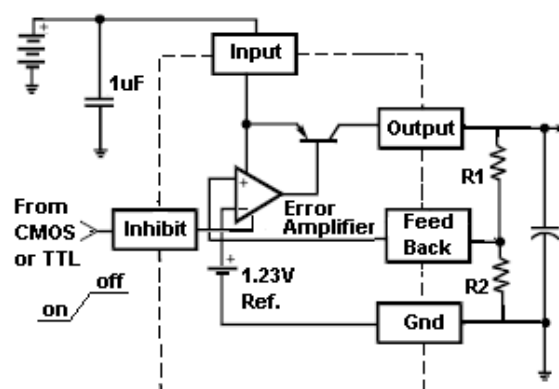 Input
1uF
Output
R1
+
Error
Amplifier
From
CMOS
or TTL
Inhibit
Feed
Back
off
on
+
1.23V
Ref.
R2
Gnd
+
−